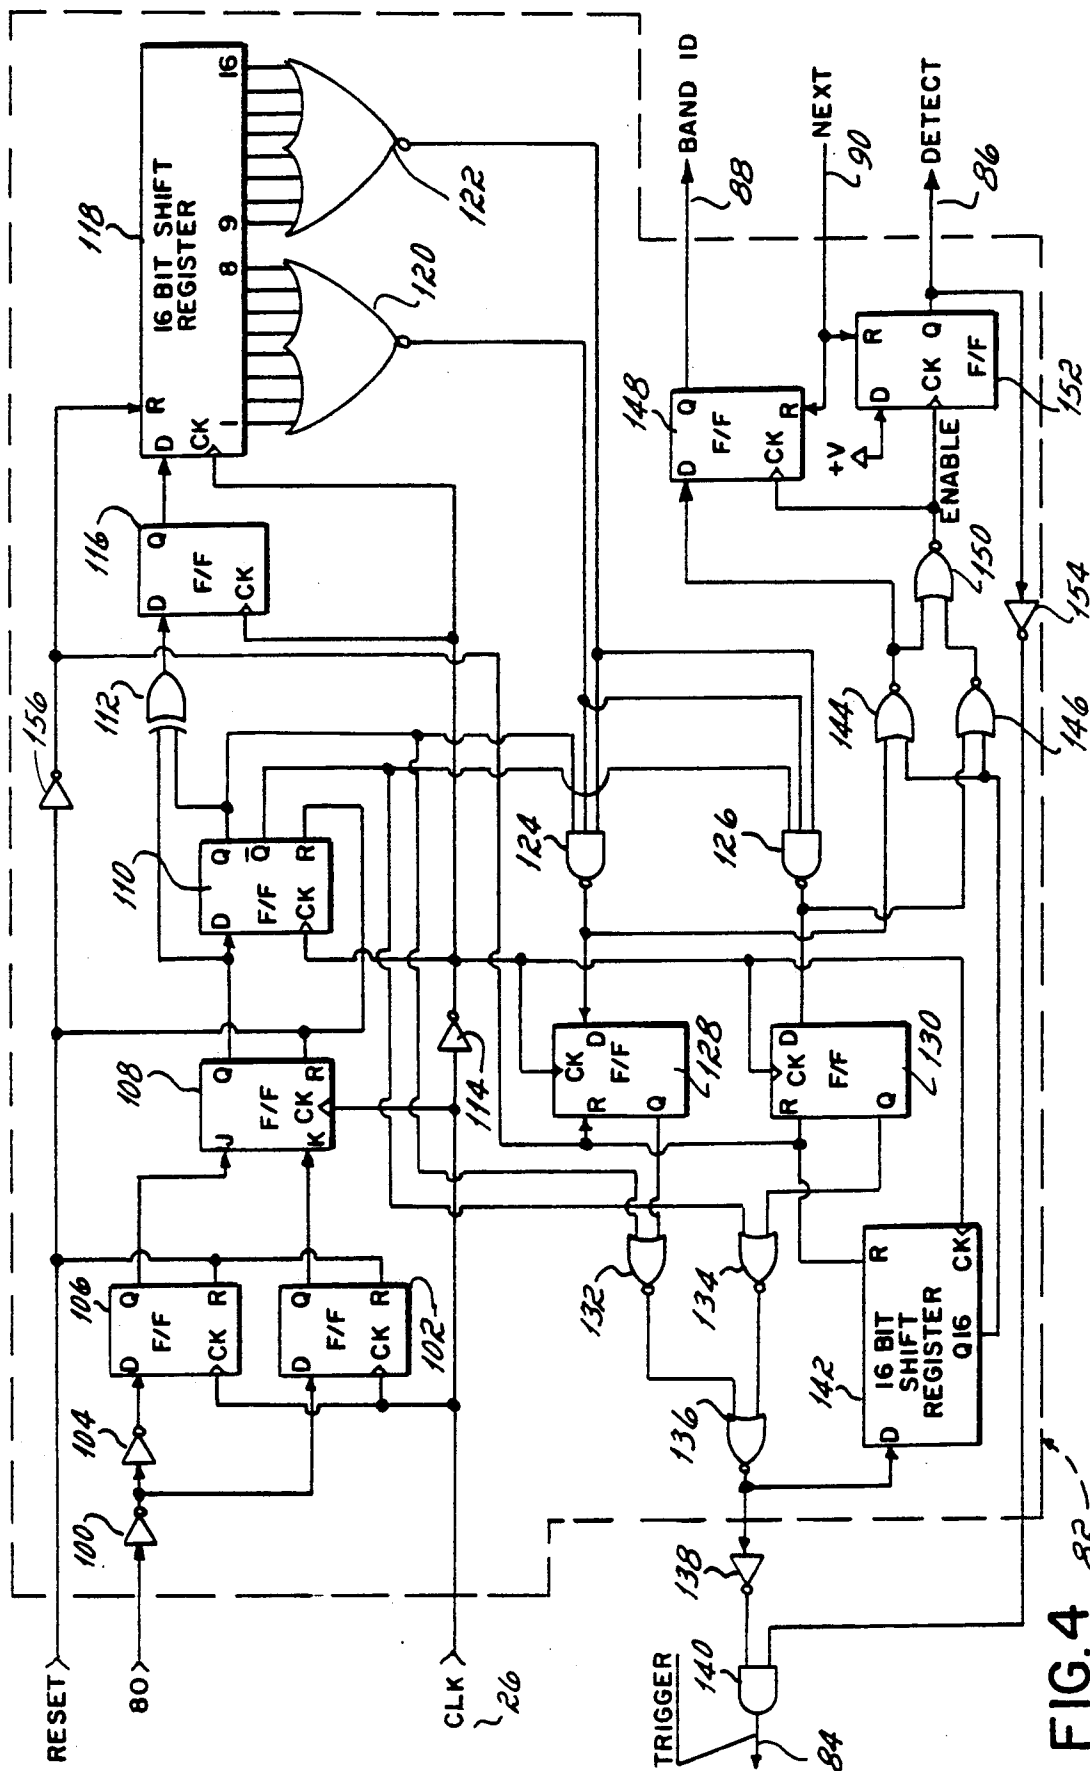 RESET
80
CLK
26
100
104
106
D
Q
F/F
CK
R
102
D
Q
F/F
CK
R
108
J
Q
F/F
K
CK
R
110
D
Q
F/F
Q̅
CK
R
156
112
114
116
D
Q
F/F
CK
118
16 BIT SHIFT
REGISTER
D
R
CK
1
8
9
16
120
122
124
126
128
CK
D
F/F
R
Q
130
CK
D
F/F
R
Q
132
134
136
138
140
TRIGGER
84
142
16 BIT
SHIFT
REGISTER
D
R
Q16
CK
144
146
148
D
Q
F/F
CK
R
150
ENABLE
+V
152
D
R
CK
Q
F/F
154
BAND ID
88
NEXT
90
DETECT
86
FIG. 4
82